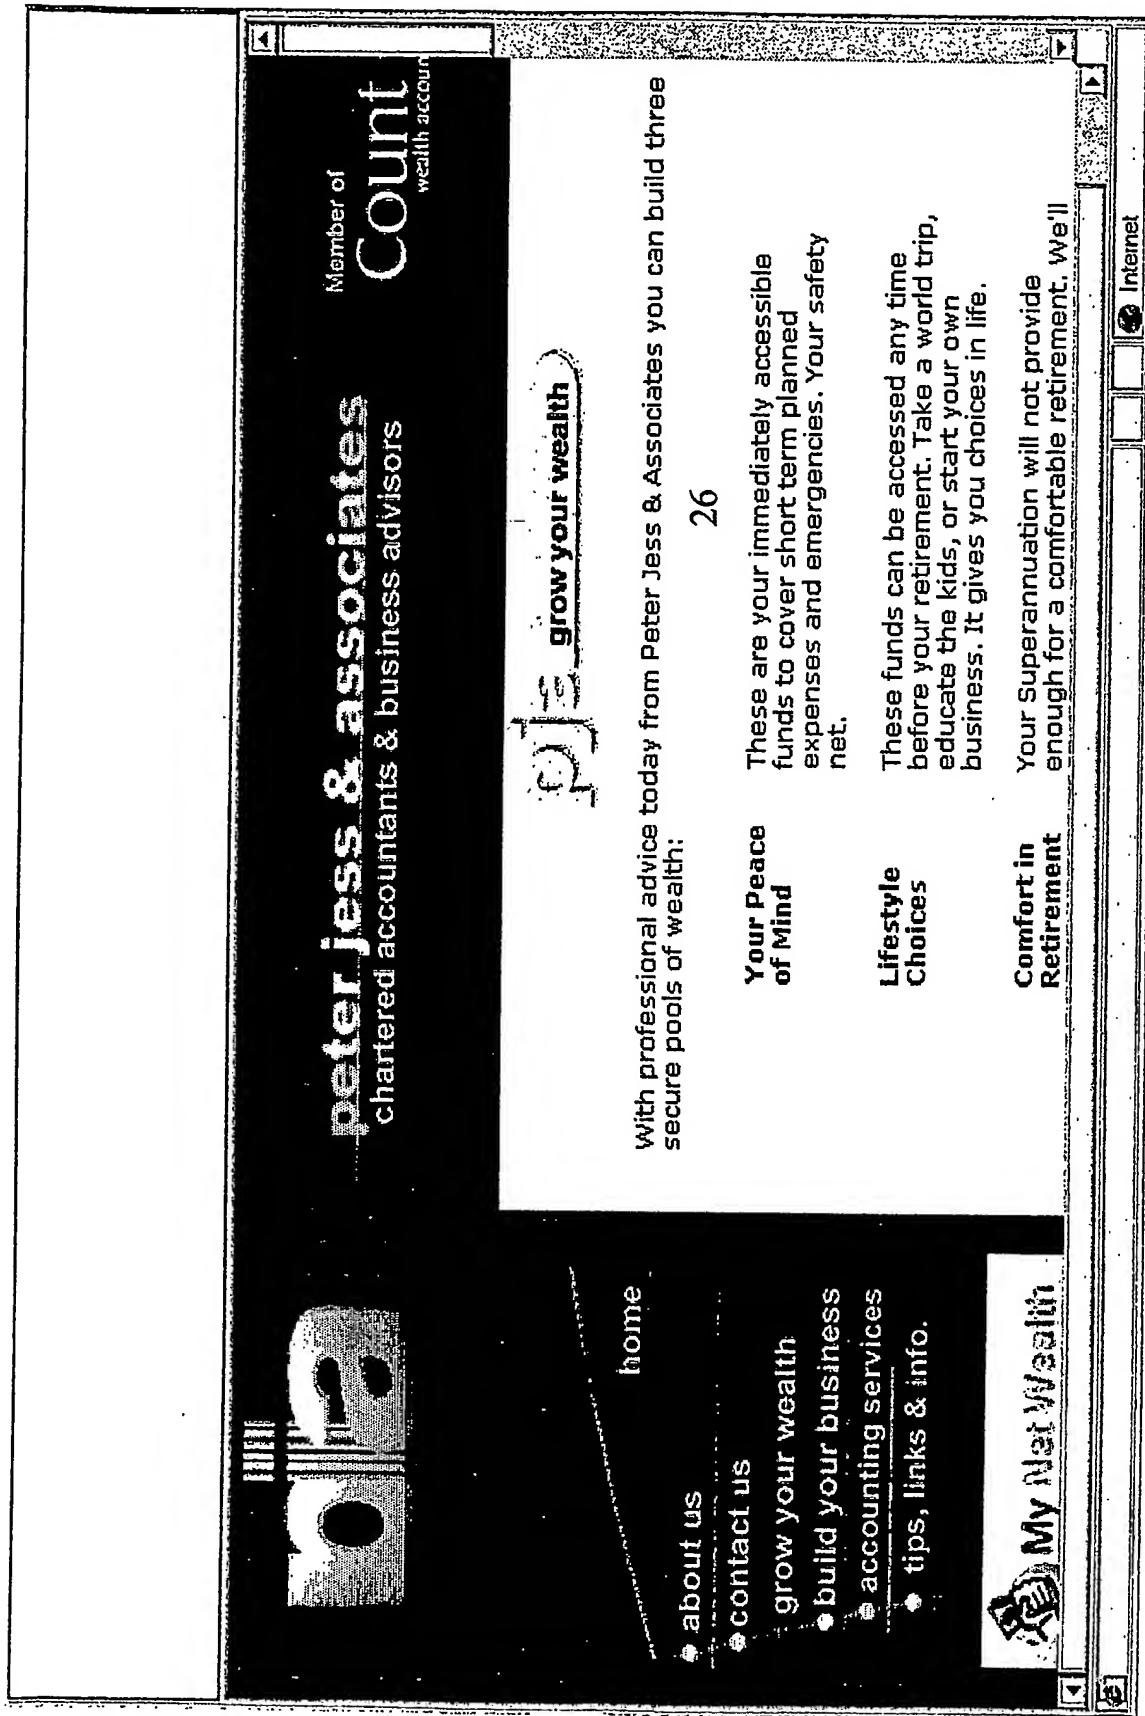 peter jess & associates
chartered accountants & business advisors
Member of
Count
wealth accoun
home
about us
contact us
grow your wealth
build your business
accounting services
tips, links & info.
My Net Wealth
grow your wealth
With professional advice today from Peter Jess & Associates you can build three
secure pools of wealth:
26
Your Peace
of Mind
These are your immediately accessible
funds to cover short term planned
expenses and emergencies. Your safety
net.
Lifestyle
Choices
These funds can be accessed any time
before your retirement. Take a world trip,
educate the kids, or start your own
business. It gives you choices in life.
Comfort in
Retirement
Your Superannuation will not provide
enough for a comfortable retirement. We'll
Internet